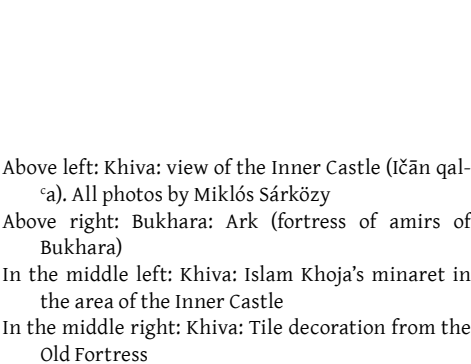 Above left: Khiva: view of the Inner Castle (Ičān qal-
ᶜa). All photos by Miklós Sárközy
Above right: Bukhara: Ark (fortress of amirs of
Bukhara)
In the middle left: Khiva: Islam Khoja’s minaret in
the area of the Inner Castle
In the middle right: Khiva: Tile decoration from the
Old Fortress